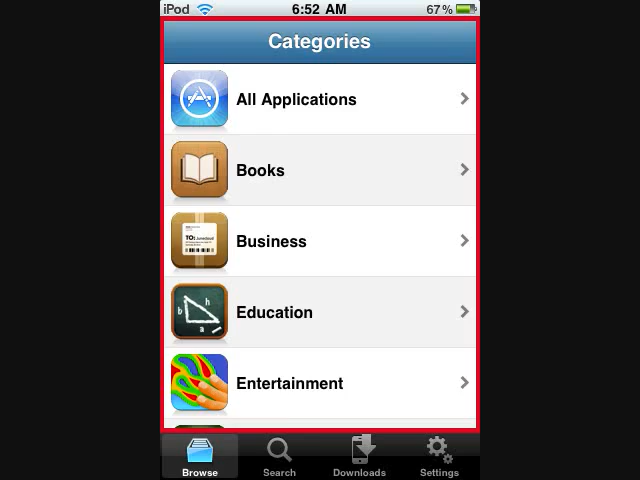 iPod 6:52 AM 67%
Categories
All Applications
Books
Business
Education
b h a
Entertainment
Browse Search Downloads Settings